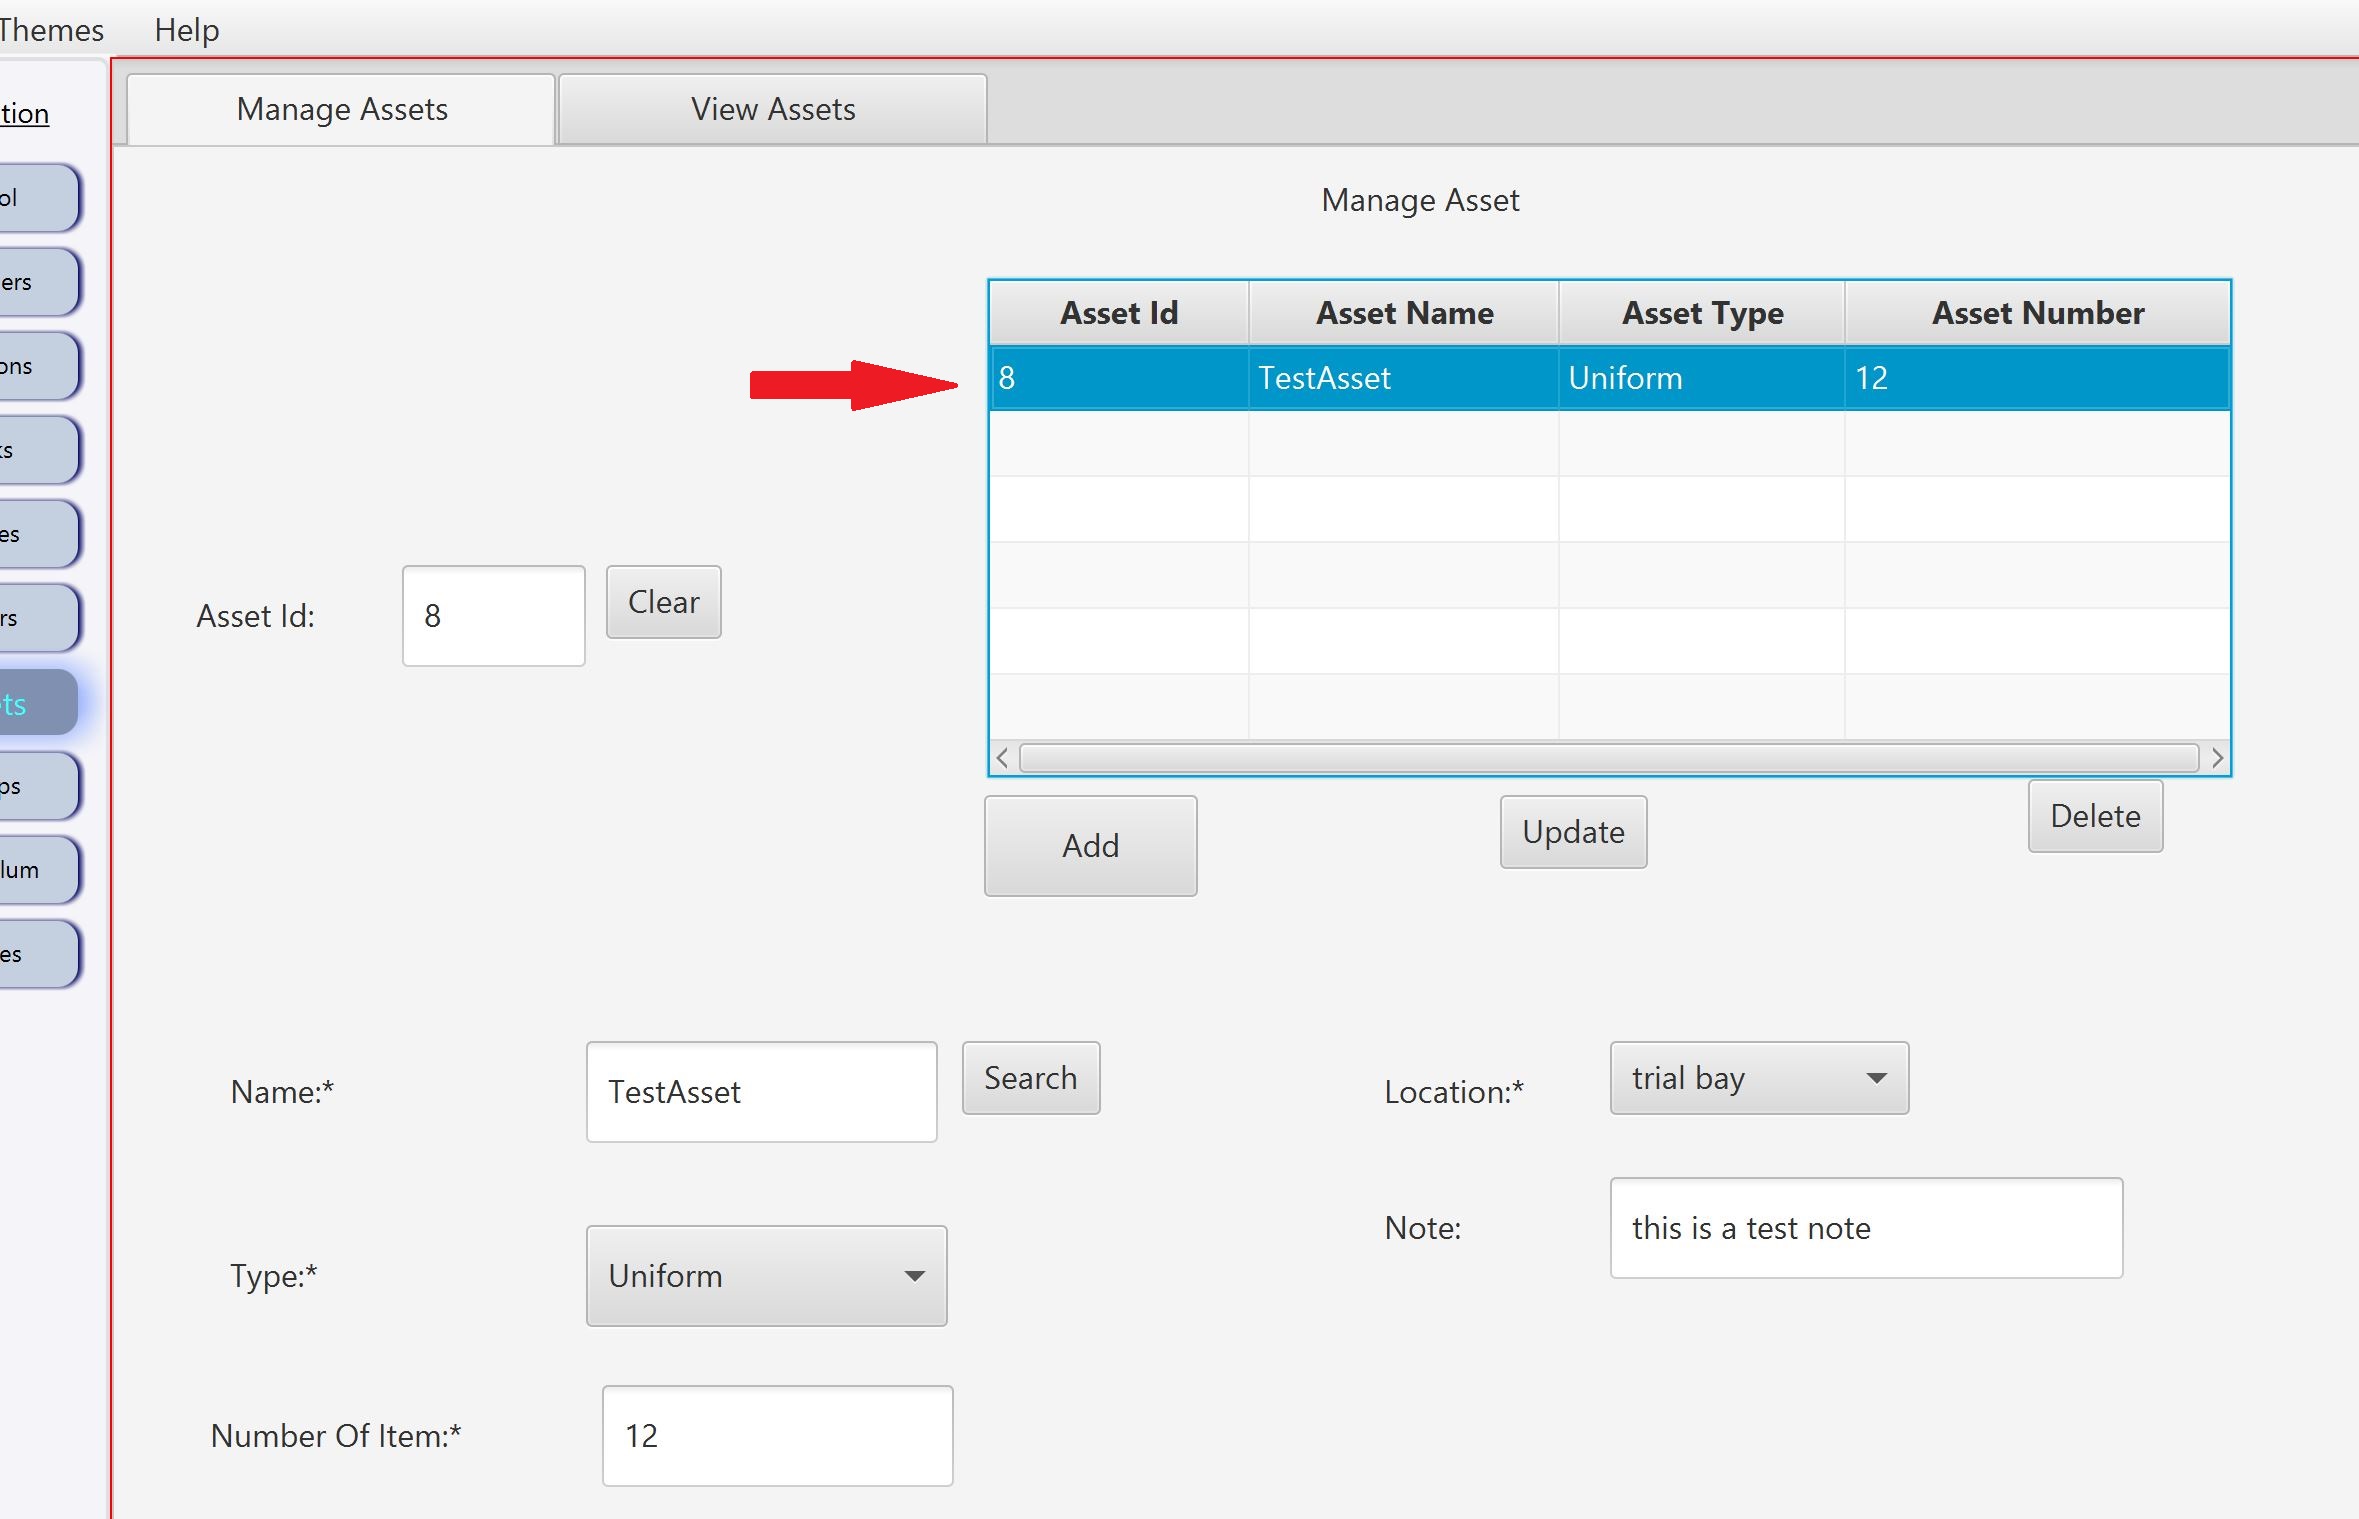 Themes Help
tion
Manage Assets View Assets
ol
ers
ons
es
rs
ets
ps
lum
es
Manage Asset
Asset Id Asset Name Asset Type Asset Number
8 TestAsset Uniform 12
Asset Id: 8 Clear
Add Update Delete
Name:* TestAsset Search
Location:* trial bay
Note: this is a test note
Type:* Uniform
Number Of Item:* 12